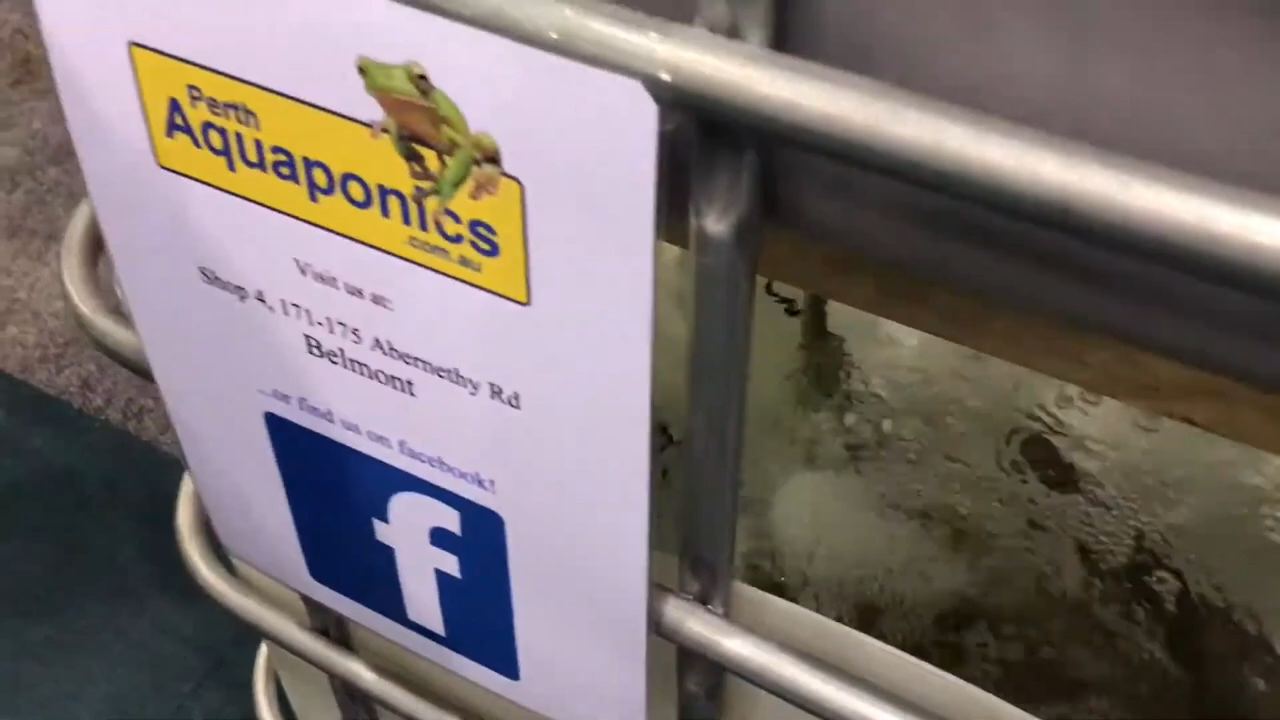 Perth
Aquaponics
.com.au
Visit us at:
Shop 4, 171-175 Abernethy Rd
Belmont
...or find us on facebook!
f